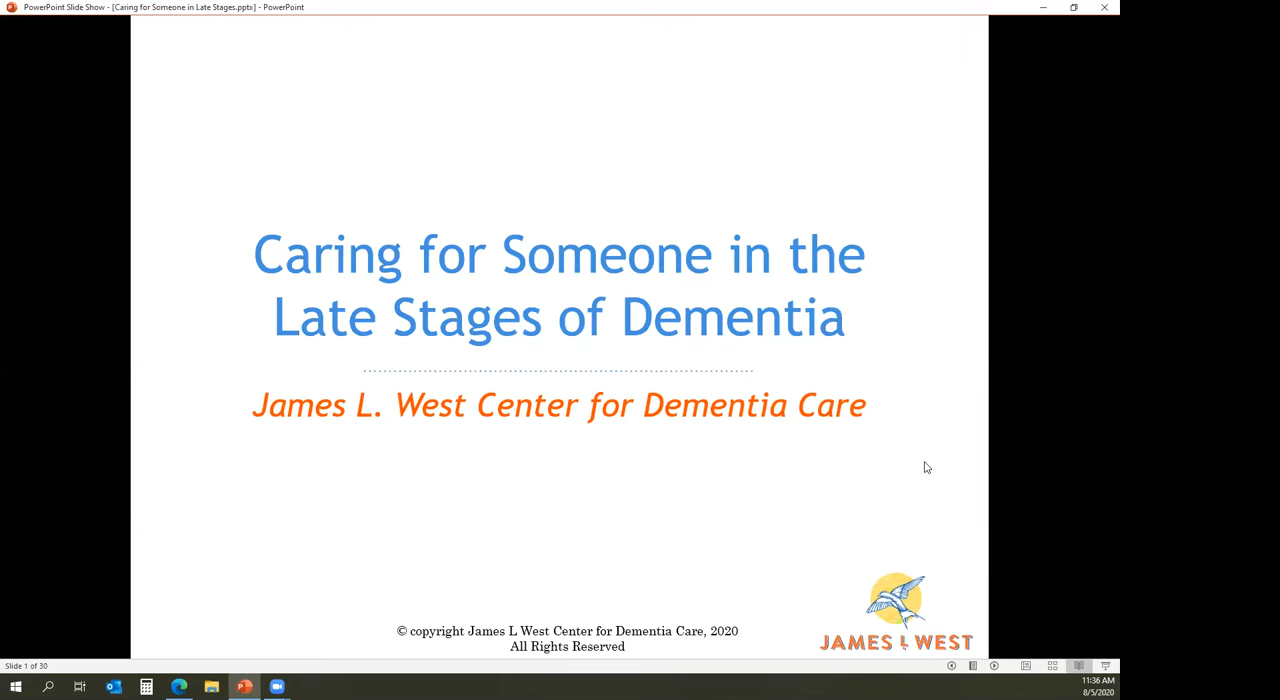 PowerPoint Slide Show - [Caring for Someone in Late Stages.pptx] - PowerPoint
Caring for Someone in the
Late Stages of Dementia
James L. West Center for Dementia Care
© copyright James L West Center for Dementia Care, 2020
All Rights Reserved
JAMES L WEST
Slide 1 of 30
11:36 AM
8/5/2020